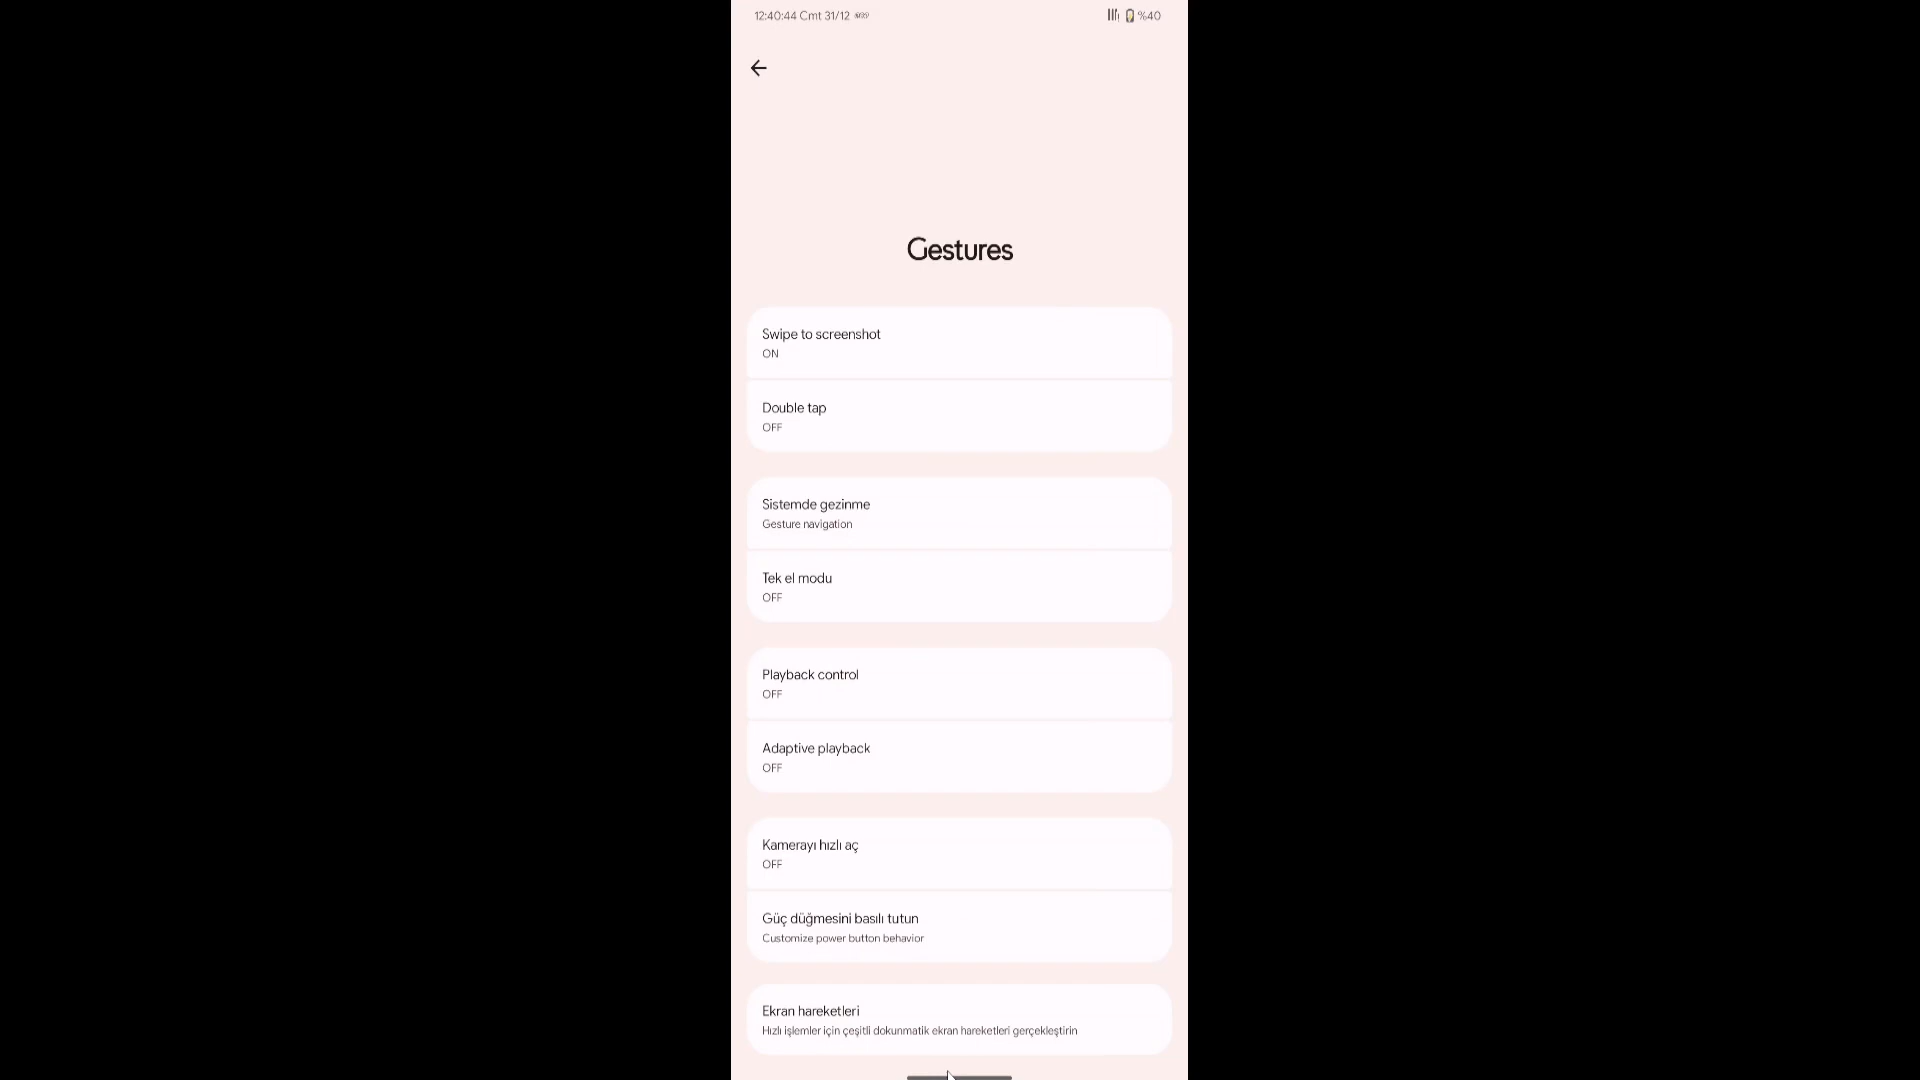 12:40:44 Cmt 31/12
%40
Gestures
Swipe to screenshot
ON
Double tap
OFF
Sistemde gezinme
Gesture navigation
Tek el modu
OFF
Playback control
OFF
Adaptive playback
OFF
Kamerayı hızlı aç
OFF
Güç düğmesini basılı tutun
Customize power button behavior
Ekran hareketleri
Hızlı işlemler için çeşitli dokunmatik ekran hareketleri gerçekleştirin